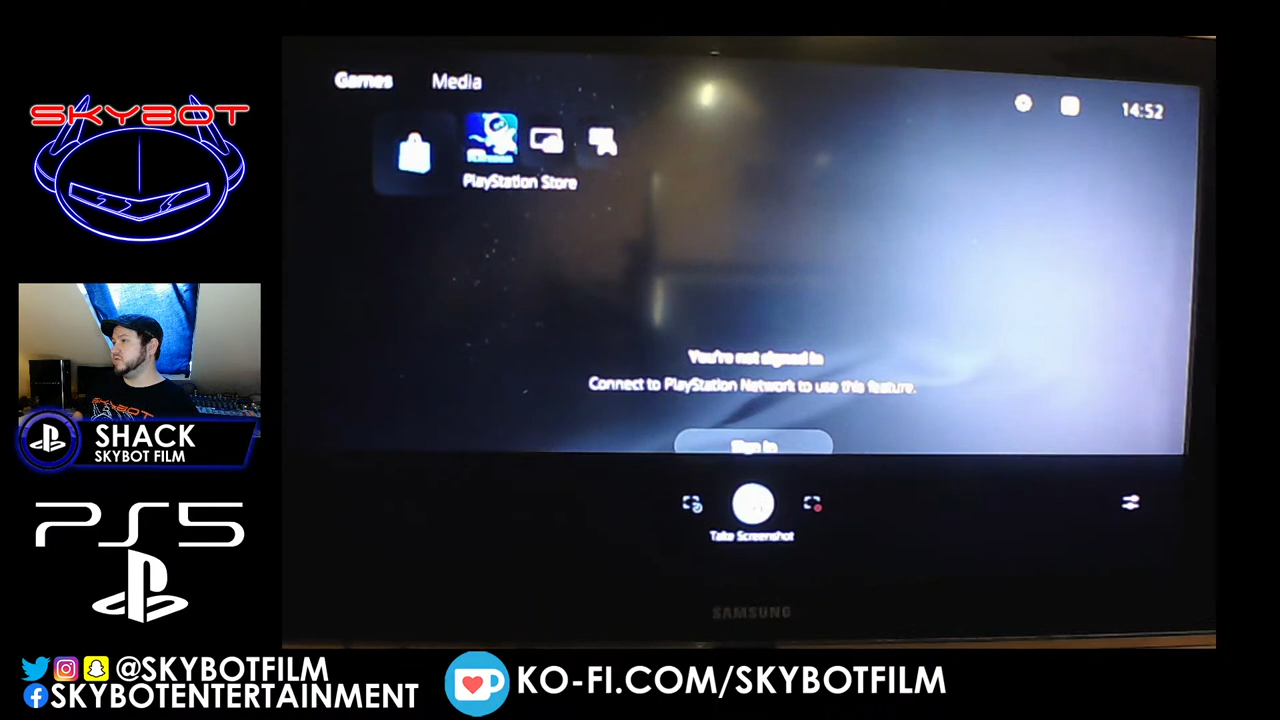 SKYBOT
Games Media
14:52
PlayStation Store
You're not signed in
Connect to PlayStation Network to use this feature.
Sign In
Take Screenshot
SAMSUNG
SKYBOT
SHACK
SKYBOT FILM
PS5
@SKYBOTFILM
SKYBOTENTERTAINMENT
KO-FI.COM/SKYBOTFILM